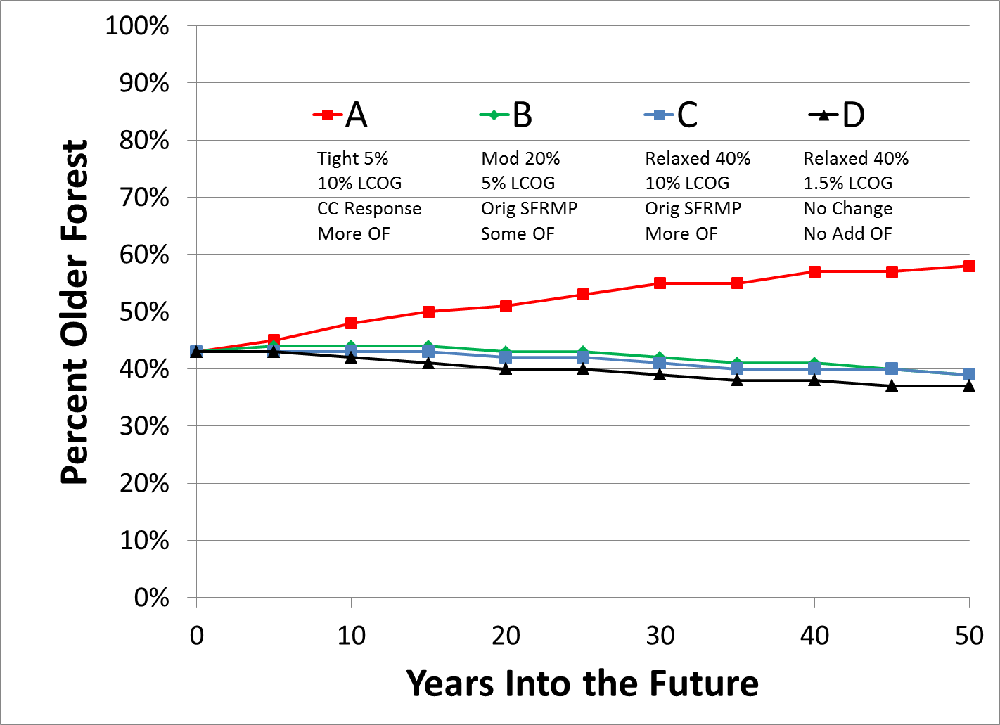 100%
90%
80%
70%
60%
50%
40%
30%
20%
10%
0%
Percent Older Forest
A B C D
Tight 5% Mod 20% Relaxed 40% Relaxed 40%
10% LCOG 5% LCOG 10% LCOG 1.5% LCOG
CC Response Orig SFRMP Orig SFRMP No Change
More OF Some OF More OF No Add OF
0 10 20 30 40 50
Years Into the Future